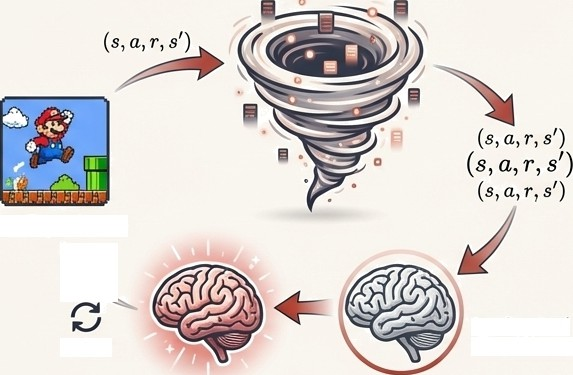 (s, a, r, s′)
(s, a, r, s′)
(s, a, r, s′)
(s, a, r, s′)